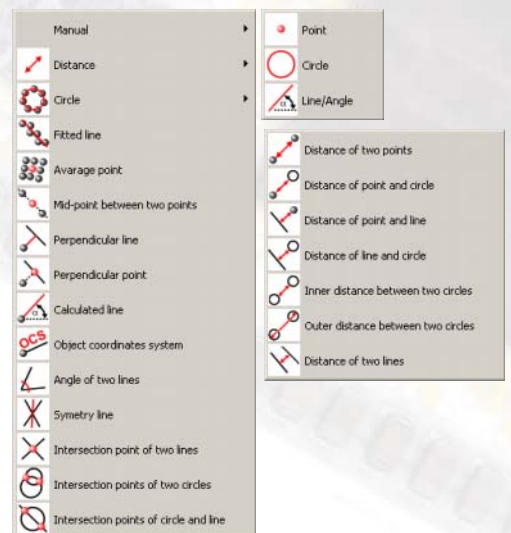 Manual
Distance
Circle
Fitted line
Avarage point
Mid-point between two points
Perpendicular line
Perpendicular point
α
Calculated line
OCS
Object coordinates system
Angle of two lines
Symetry line
Intersection point of two lines
Intersection points of two circles
Intersection points of circle and line
Point
Circle
α
Line/Angle
Distance of two points
Distance of point and circle
Distance of point and line
Distance of line and circle
Inner distance between two circles
Outer distance between two circles
Distance of two lines